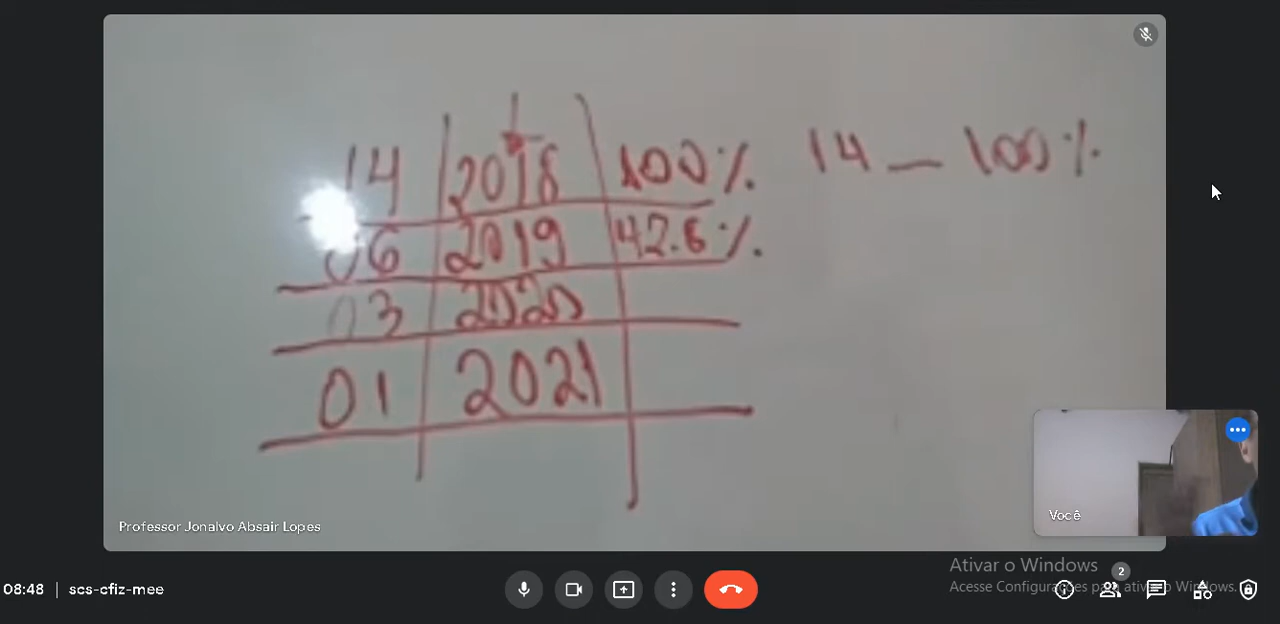 14 2018 100% 14 — 100%
06 2019 42.6%
03 2020
01 2021
Professor Jonalvo Absair Lopes
Você
Ativar o Windows
2
08:48 | scs-cfiz-mee